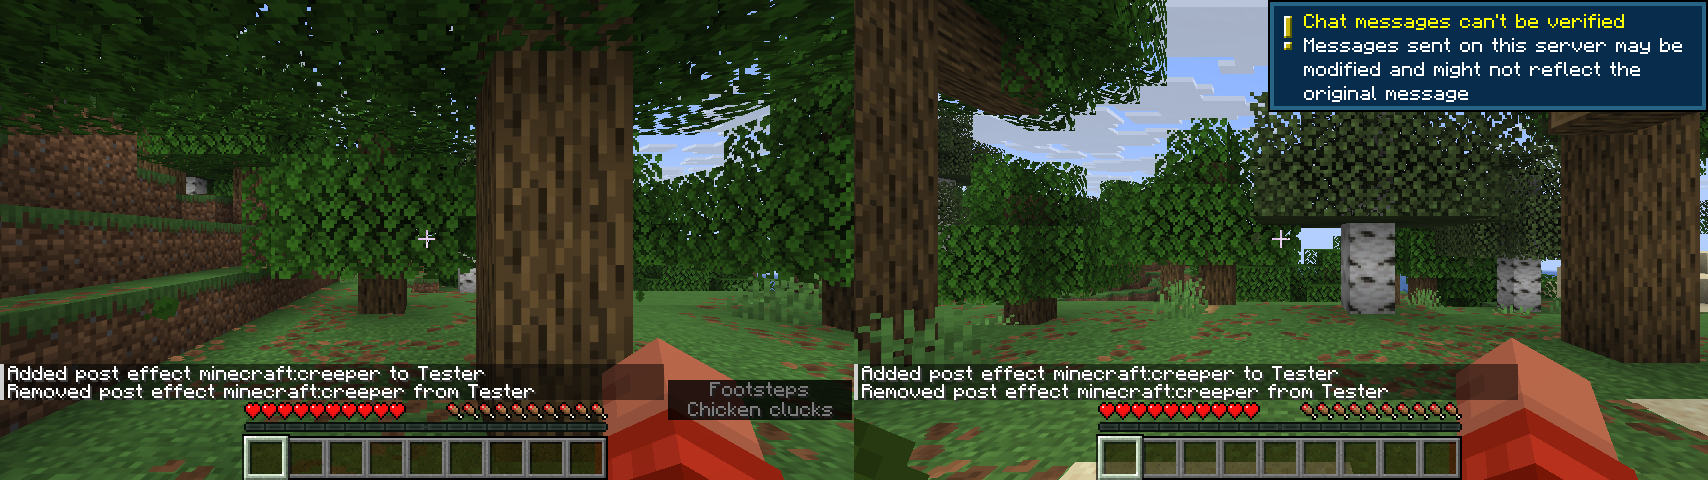 Chat messages can't be verified
Messages sent on this server may be
modified and might not reflect the
original message
Added post effect minecraft:creeper to Tester
Removed post effect minecraft:creeper from Tester
Footsteps
Chicken clucks
Added post effect minecraft:creeper to Tester
Removed post effect minecraft:creeper from Tester